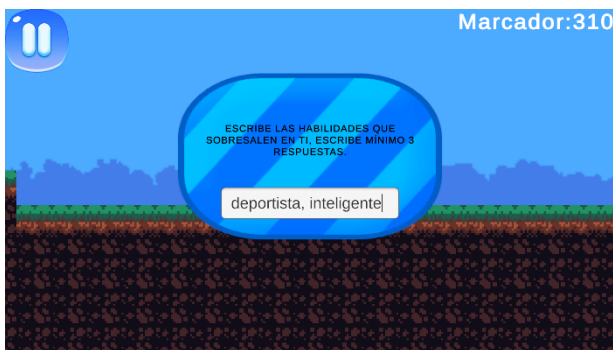 Marcador:310
ESCRIBE LAS HABILIDADES QUE
SOBRESALEN EN TI, ESCRIBE MÍNIMO 3
RESPUESTAS.
deportista, inteligente